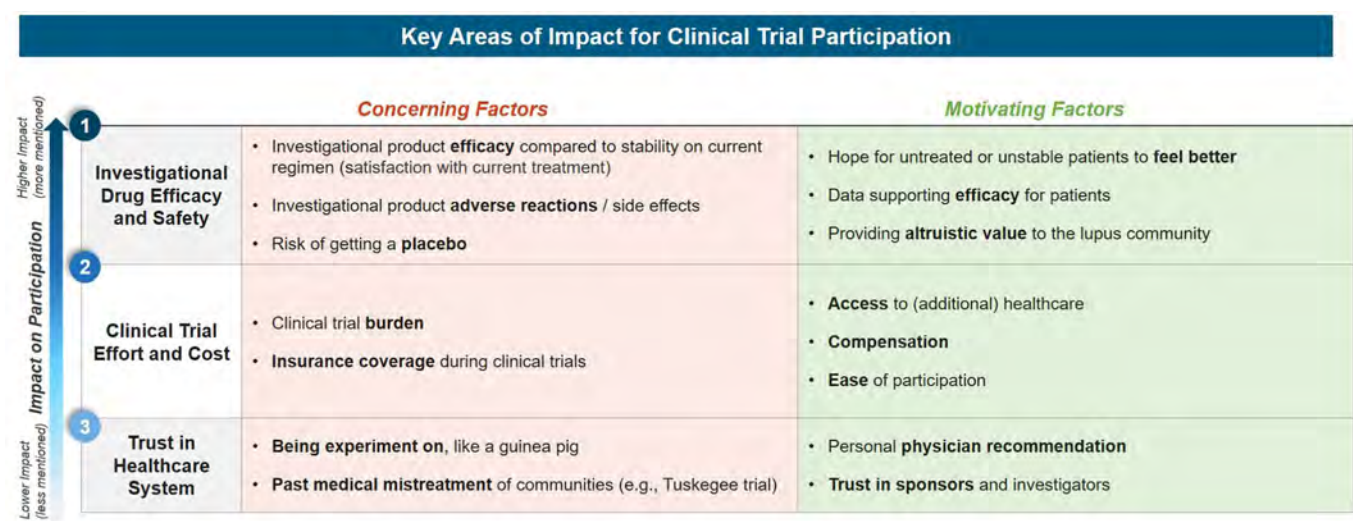 Key Areas of Impact for Clinical Trial Participation
Concerning Factors
Motivating Factors
Higher Impact
(more mentioned)
Impact on Participation
Lower Impact
(less mentioned)
1
Investigational
Drug Efficacy
and Safety
• Investigational product efficacy compared to stability on current
regimen (satisfaction with current treatment)
• Investigational product adverse reactions / side effects
• Risk of getting a placebo
• Hope for untreated or unstable patients to feel better
• Data supporting efficacy for patients
• Providing altruistic value to the lupus community
2
Clinical Trial
Effort and Cost
• Clinical trial burden
• Insurance coverage during clinical trials
• Access to (additional) healthcare
• Compensation
• Ease of participation
3
Trust in
Healthcare
System
• Being experiment on, like a guinea pig
• Past medical mistreatment of communities (e.g., Tuskegee trial)
• Personal physician recommendation
• Trust in sponsors and investigators